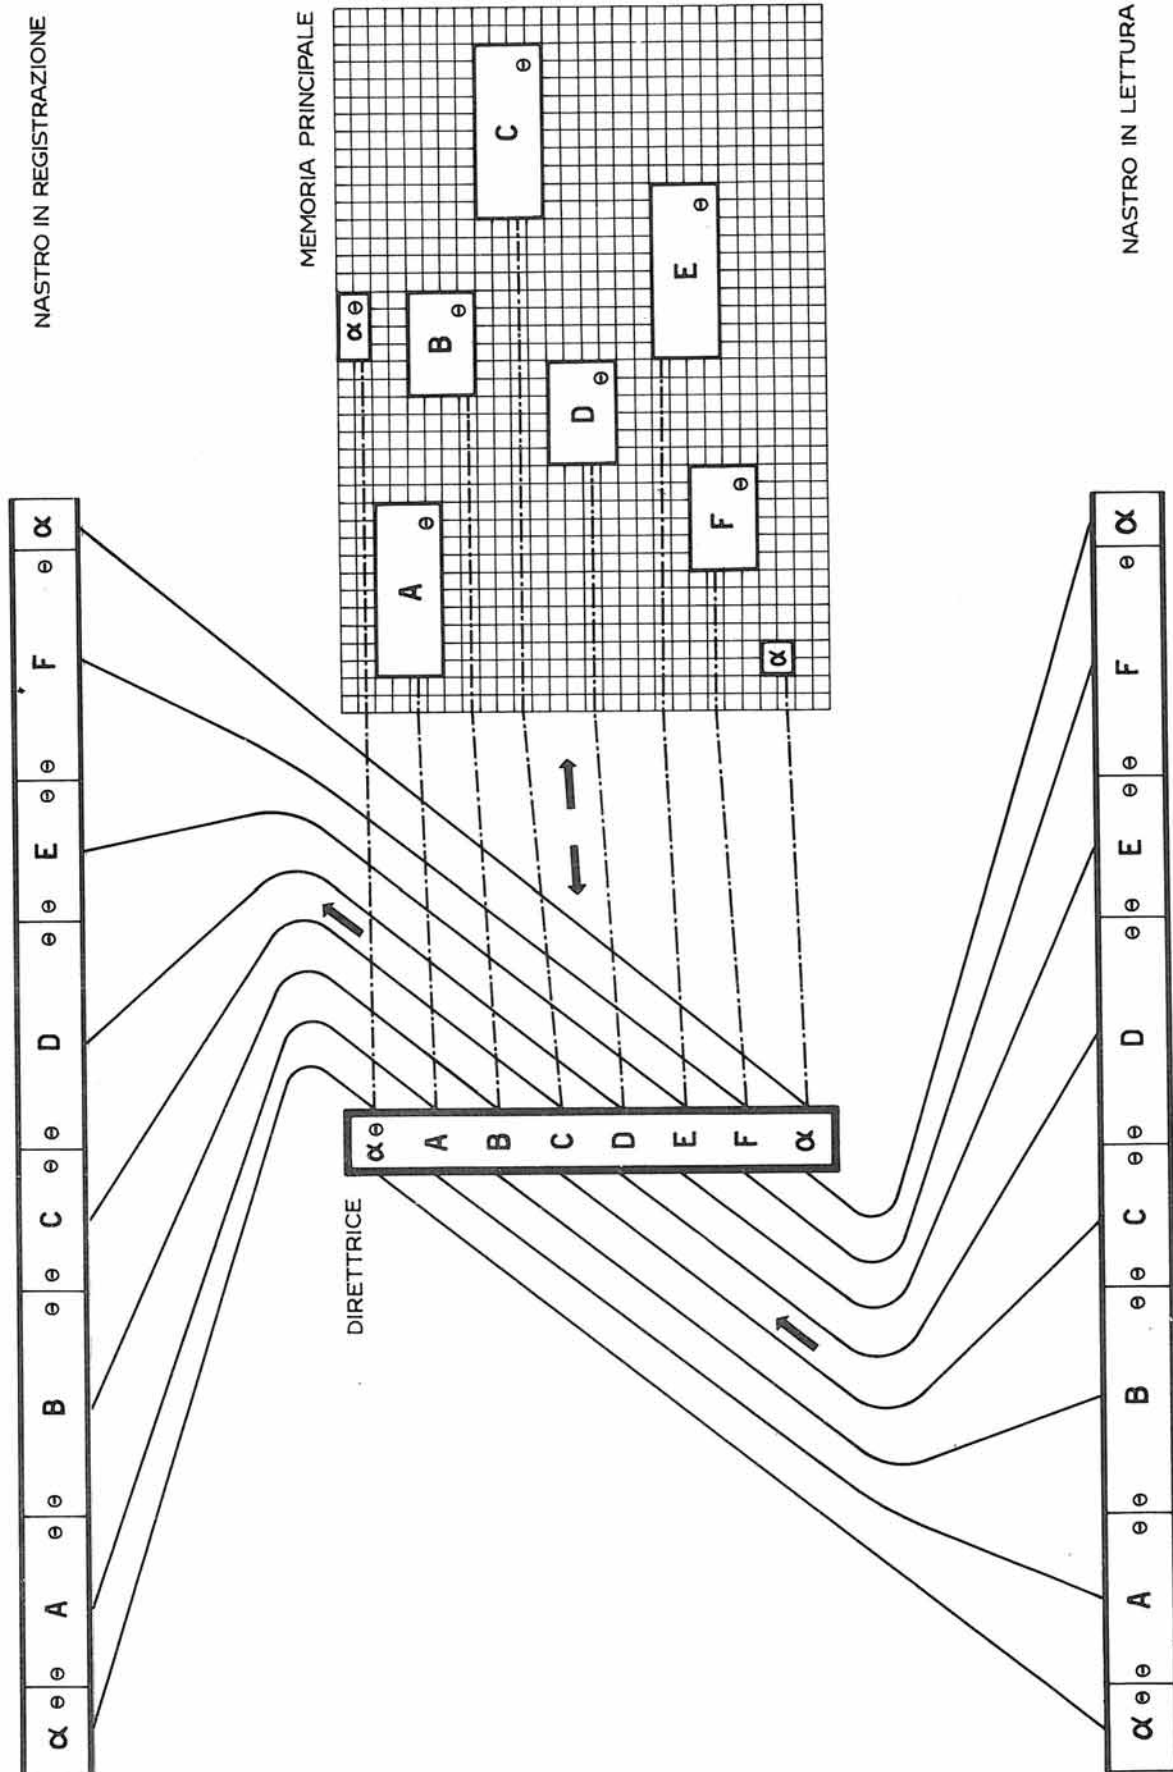 NASTRO IN REGISTRAZIONE
α Θ Θ A Θ Θ B Θ Θ C Θ Θ D Θ Θ E Θ Θ F Θ α
MEMORIA PRINCIPALE
α Θ
A Θ
B Θ
C Θ
D Θ
E Θ
F Θ
α
DIRETTRICE
α Θ
A
B
C
D
E
F
α
α Θ Θ A Θ Θ B Θ Θ C Θ Θ D Θ Θ E Θ Θ F Θ α
NASTRO IN LETTURA